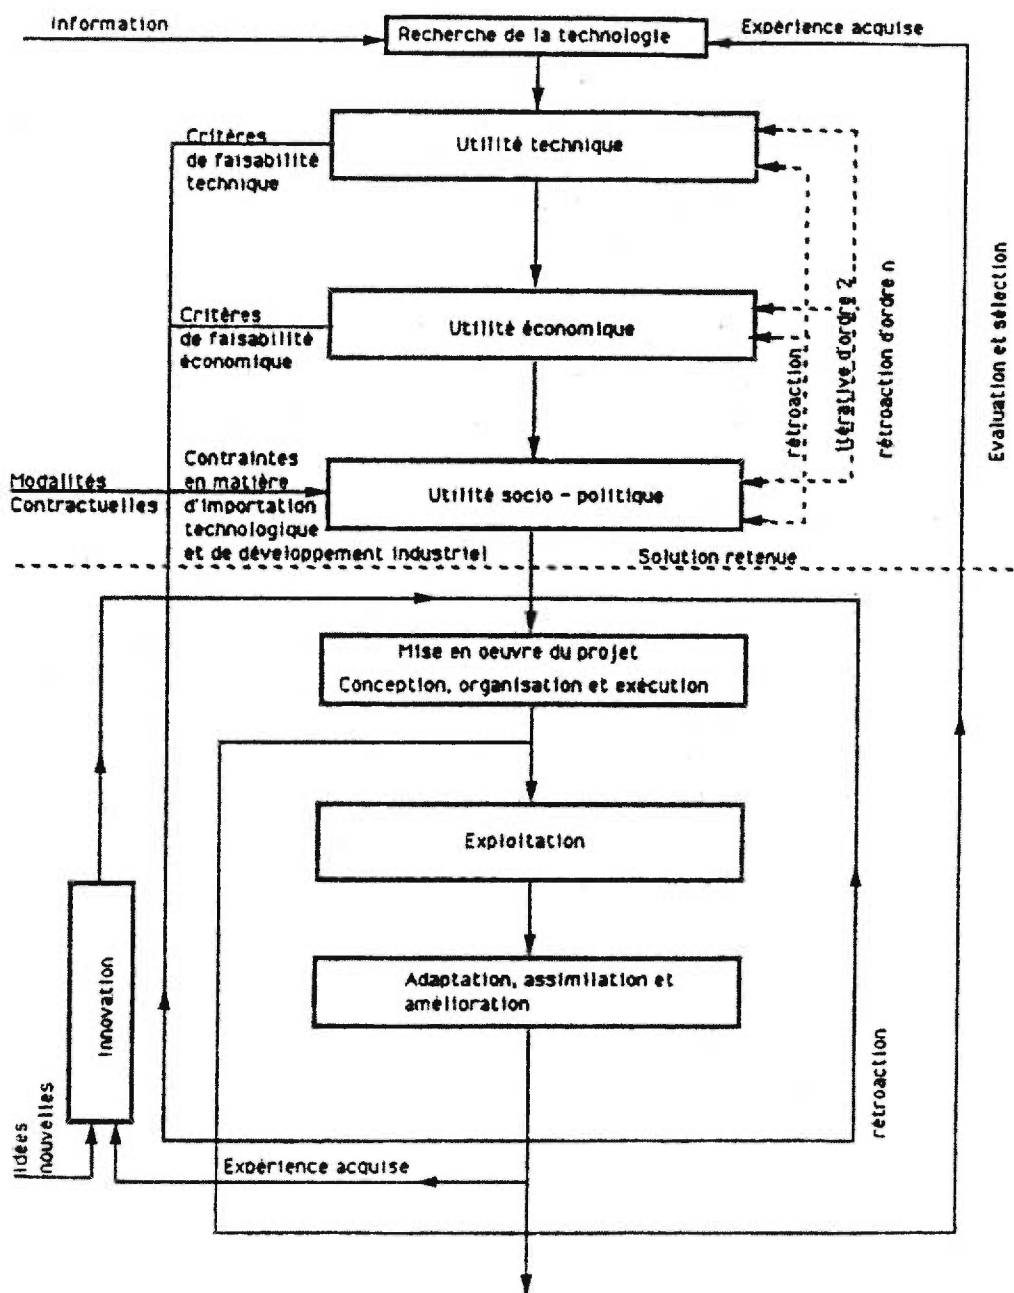 Information
Recherche de la technologie
Expérience acquise
Utilité technique
Critères
de faisabilité
technique
Utilité économique
Critères
de faisabilité
économique
rétroaction
itérative d'ordre 2
rétroaction d'ordre n
Evaluation et sélection
Modalités
Contractuelles
Contraintes
en matière
d'importation
technologique
et de développement industriel
Utilité socio - politique
Solution retenue
Mise en oeuvre du projet
Conception, organisation et exécution
Exploitation
Adaptation, assimilation et
amélioration
Innovation
Idées
nouvelles
rétroaction
Expérience acquise